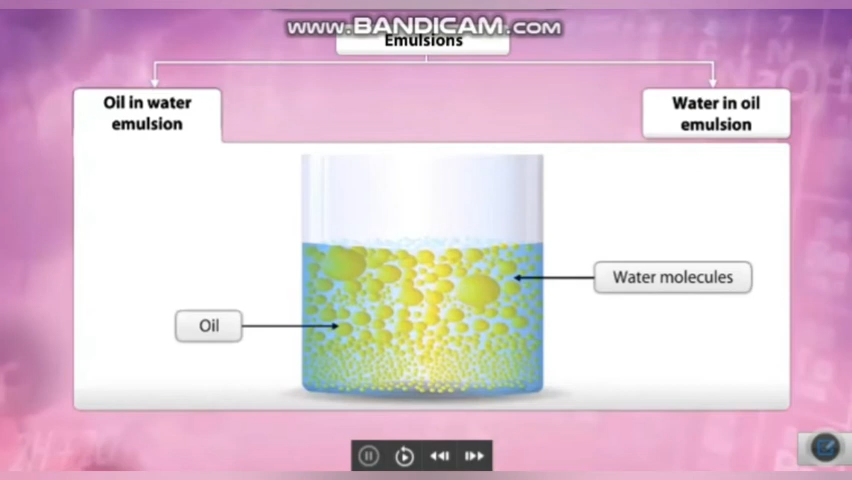 www.BANDICAM.com
Emulsions
Oil in water
emulsion
Water in oil
emulsion
Water molecules
Oil